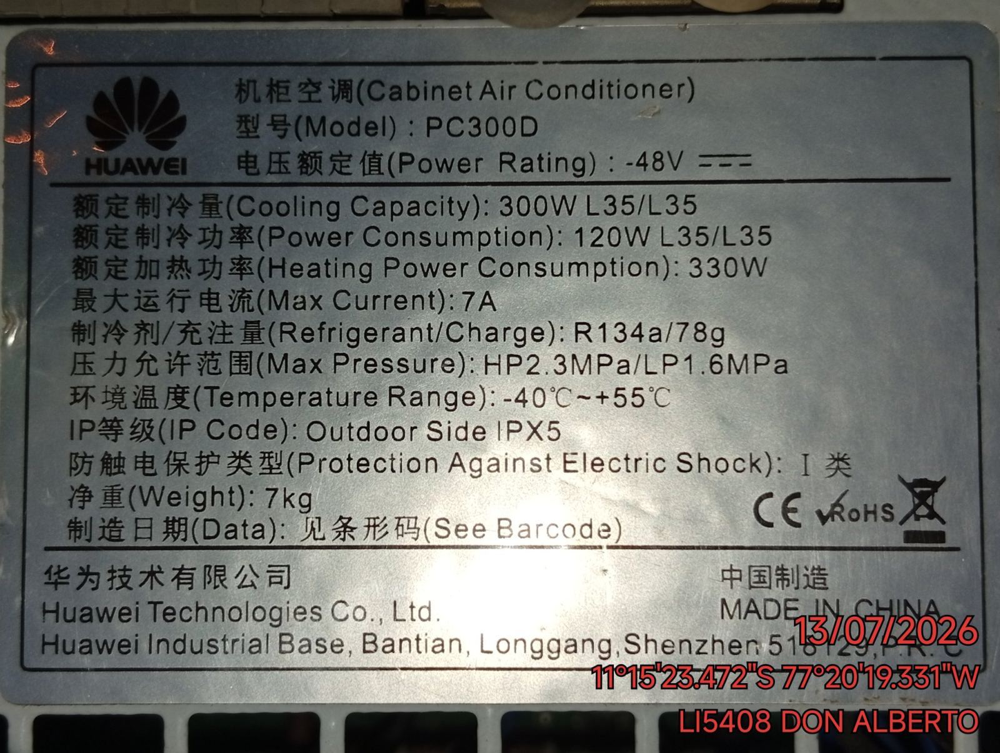 HUAWEI
机柜空调(Cabinet Air Conditioner)
型号(Model) : PC300D
电压额定值(Power Rating) : -48V
额定制冷量(Cooling Capacity): 300W L35/L35
额定制冷功率(Power Consumption): 120W L35/L35
额定加热功率(Heating Power Consumption): 330W
最大运行电流(Max Current): 7A
制冷剂/充注量(Refrigerant/Charge): R134a/78g
压力允许范围(Max Pressure): HP2.3MPa/LP1.6MPa
环境温度(Temperature Range): -40℃~+55℃
IP等级(IP Code): Outdoor Side IPX5
防触电保护类型(Protection Against Electric Shock): I 类
净重(Weight): 7kg
制造日期(Data): 见条形码(See Barcode)
CE RoHS
华为技术有限公司
Huawei Technologies Co., Ltd.
Huawei Industrial Base, Bantian, Longgang, Shenzhen 518129, P.R.C
中国制造
MADE IN CHINA
13/07/2026
11°15'23.472"S 77°20'19.331"W
LI5408 DON ALBERTO